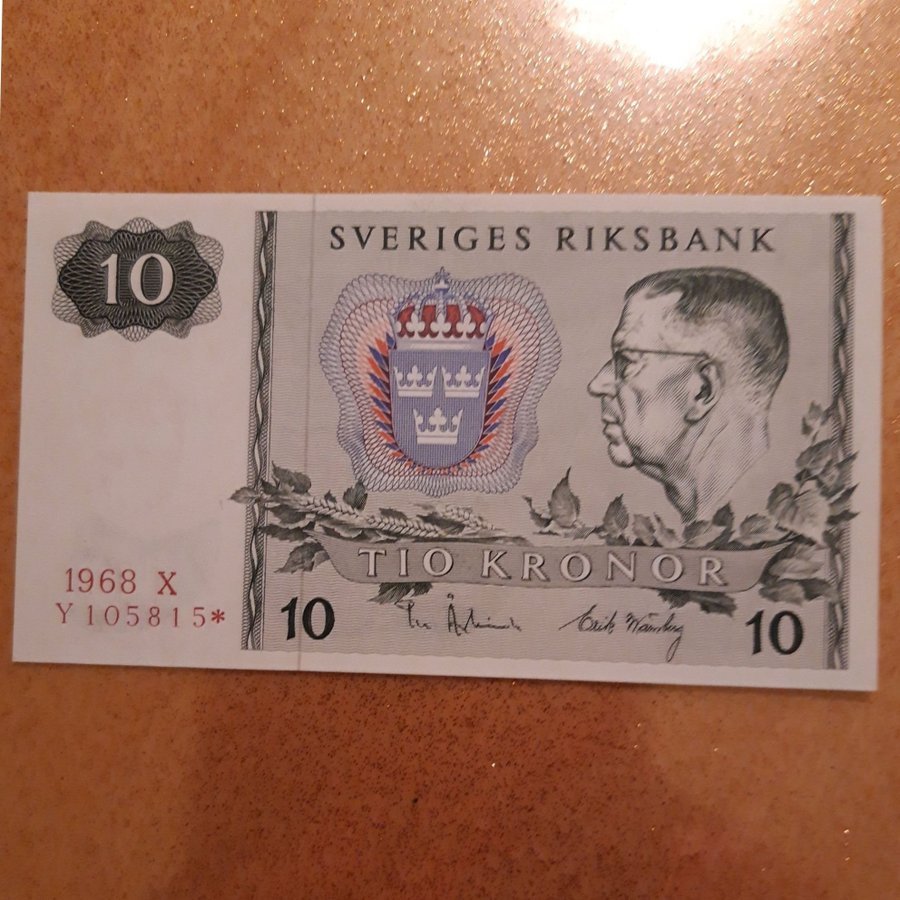 10
SVERIGES RIKSBANK
TIO KRONOR
1968 X
Y 105815*
10
10